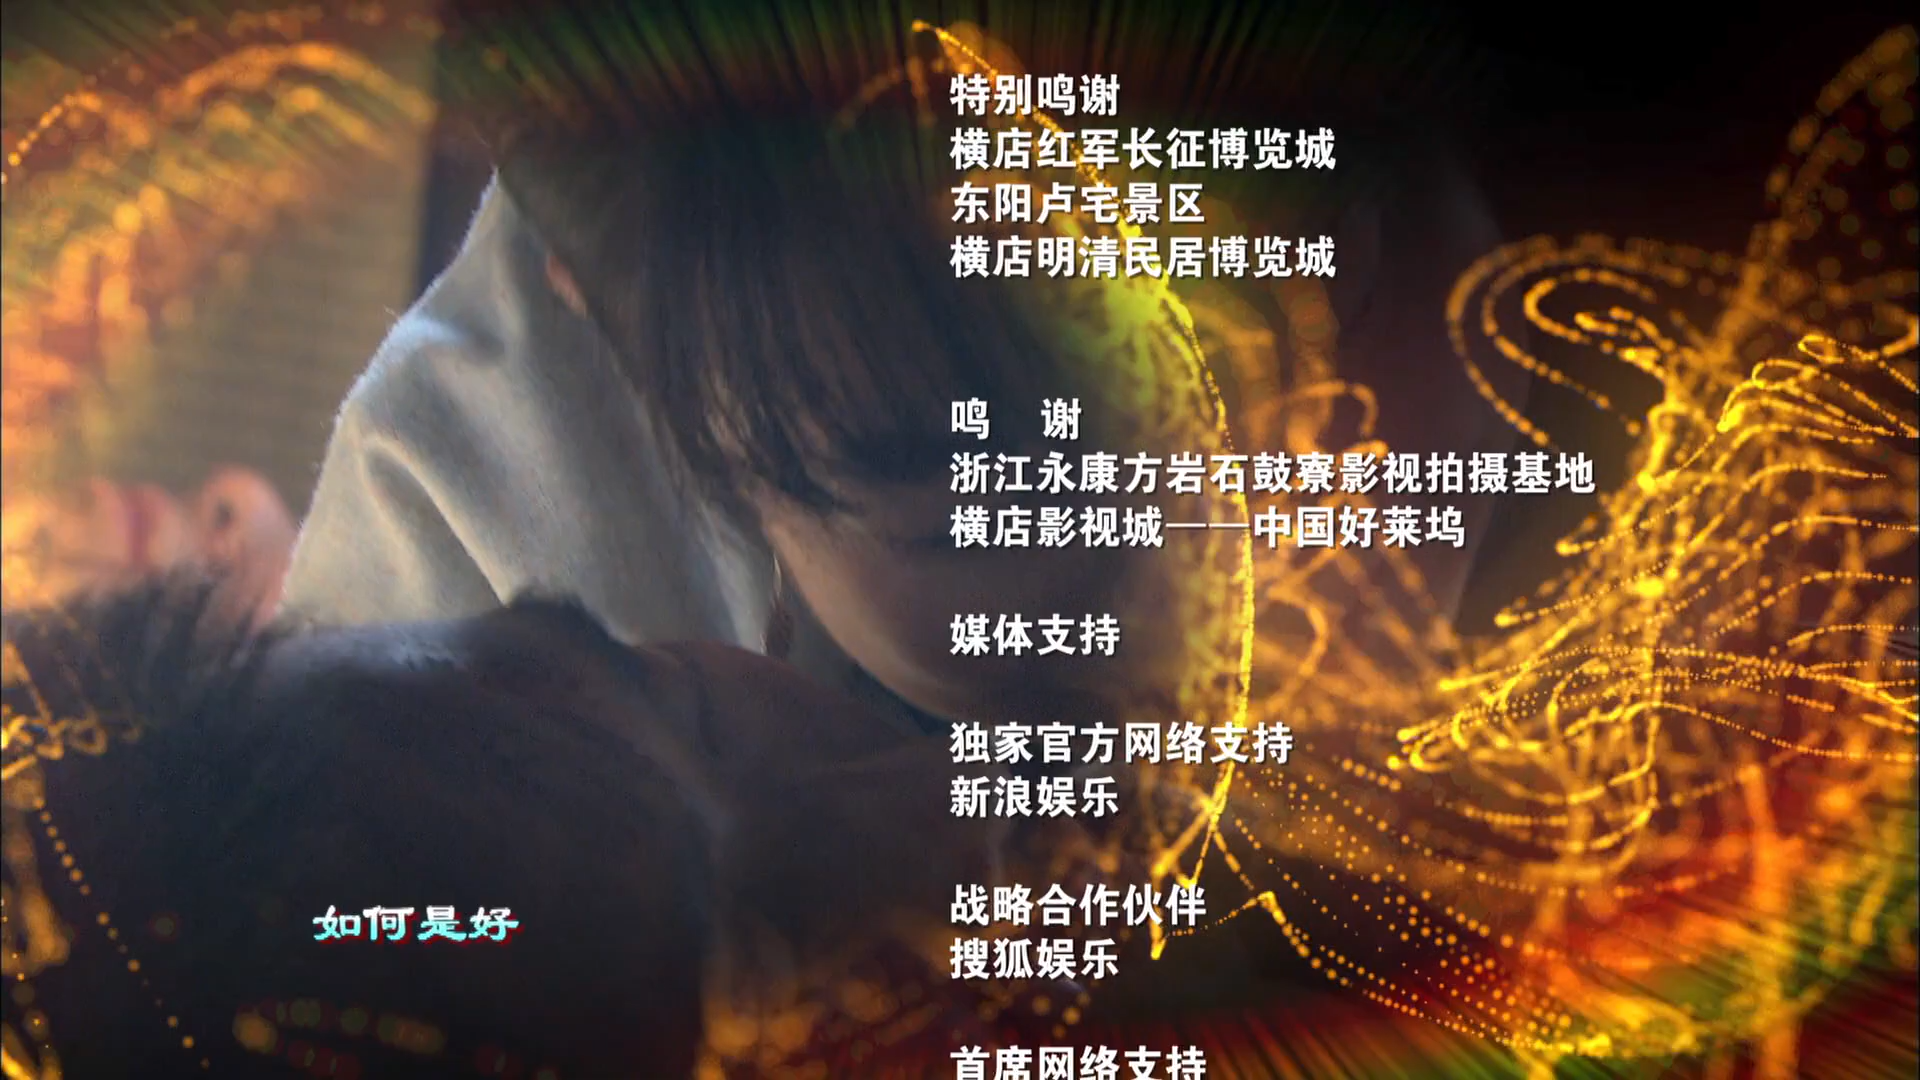 特别鸣谢
横店红军长征博览城
东阳卢宅景区
横店明清民居博览城
鸣 谢
浙江永康方岩石鼓寮影视拍摄基地
横店影视城——中国好莱坞
媒体支持
独家官方网络支持
新浪娱乐
战略合作伙伴
搜狐娱乐
首席网络支持
如何是好